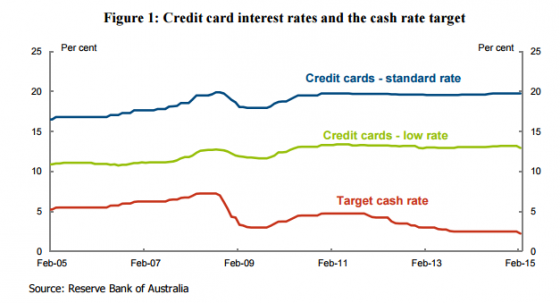 Figure 1: Credit card interest rates and the cash rate target
Per cent Per cent
25 25
Credit cards - standard rate
20 20
15 15
Credit cards - low rate
10 10
Target cash rate
5 5
0 0
Feb-05 Feb-07 Feb-09 Feb-11 Feb-13 Feb-15
Source: Reserve Bank of Australia